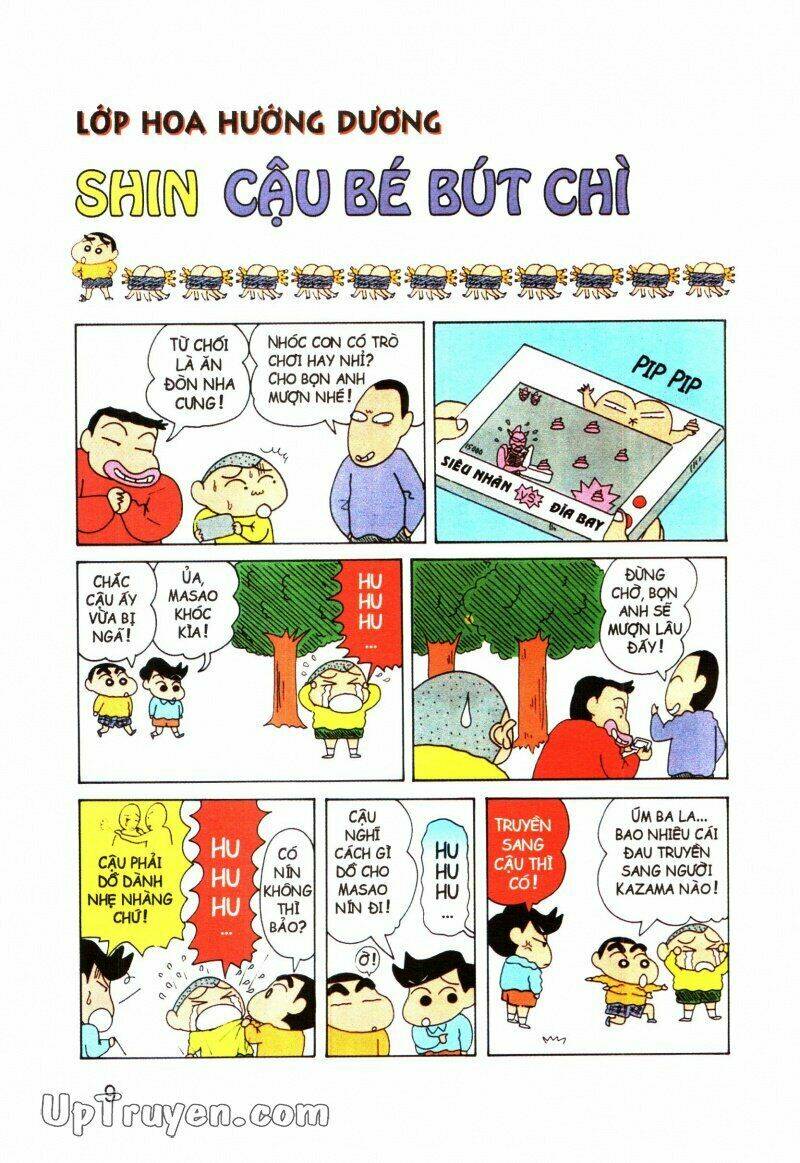 LỚP HOA HƯỚNG DƯƠNG
SHIN CẬU BÉ BÚT CHÌ
TỪ CHỐI
LÀ ĂN
ĐÒN NHA
CƯNG!
NHÓC CON CÓ TRÒ
CHƠI HAY NHỈ?
CHO BỌN ANH
MƯỢN NHÉ!
PIP PIP
15000
SIÊU NHÂN VS. ĐĨA BAY
CHẮC
CẬU ẤY
VỪA BỊ
NGÃ!
ỦA,
MASAO
KHÓC
KÌA!
HU
HU
HU
...
ĐỪNG
CHỜ, BỌN
ANH SẼ
MƯỢN LÂU
ĐẤY!
CẬU PHẢI
DỖ DÀNH
NHẸ NHÀNG
CHỨ!
HU
HU
HU
...
CÓ
NÍN
KHÔNG
THÌ
BẢO?
CẬU
NGHĨ
CÁCH GÌ
DỖ CHO
MASAO
NÍN ĐI!
HU
HU
HU
...
Ờ!
TRUYỀN
SANG
CẬU THÌ
CÓ!
ÚM BA LA...
BAO NHIÊU CÁI
ĐAU TRUYỀN
SANG NGƯỜI
KAZAMA NÀO!
9
UpTruyen.com